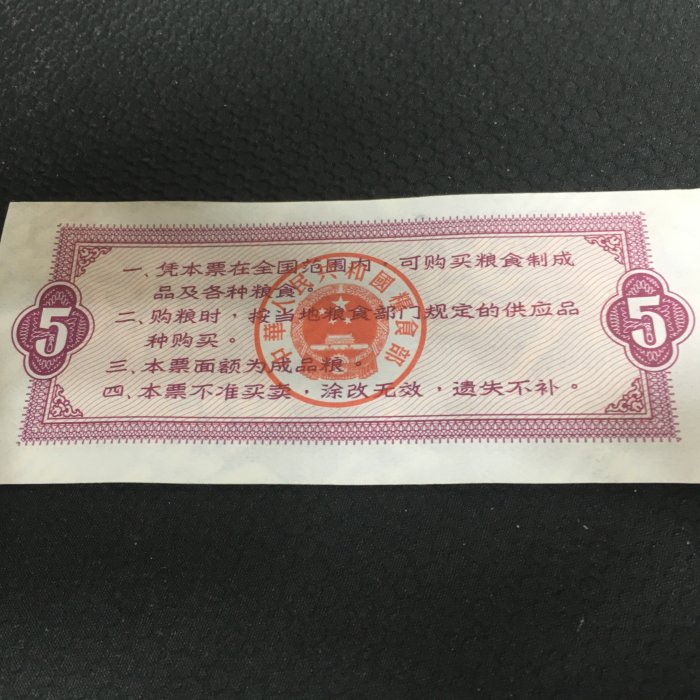 一、凭本票在全国范围内 可购买粮食制成
品及各种粮食。
二、购粮时，按当地粮食部门规定的供应品
种购买。
三、本票面额为成品粮。
四、本票不准买卖，涂改无效，遗失不补。
中華人民共和國糧食部
5
5